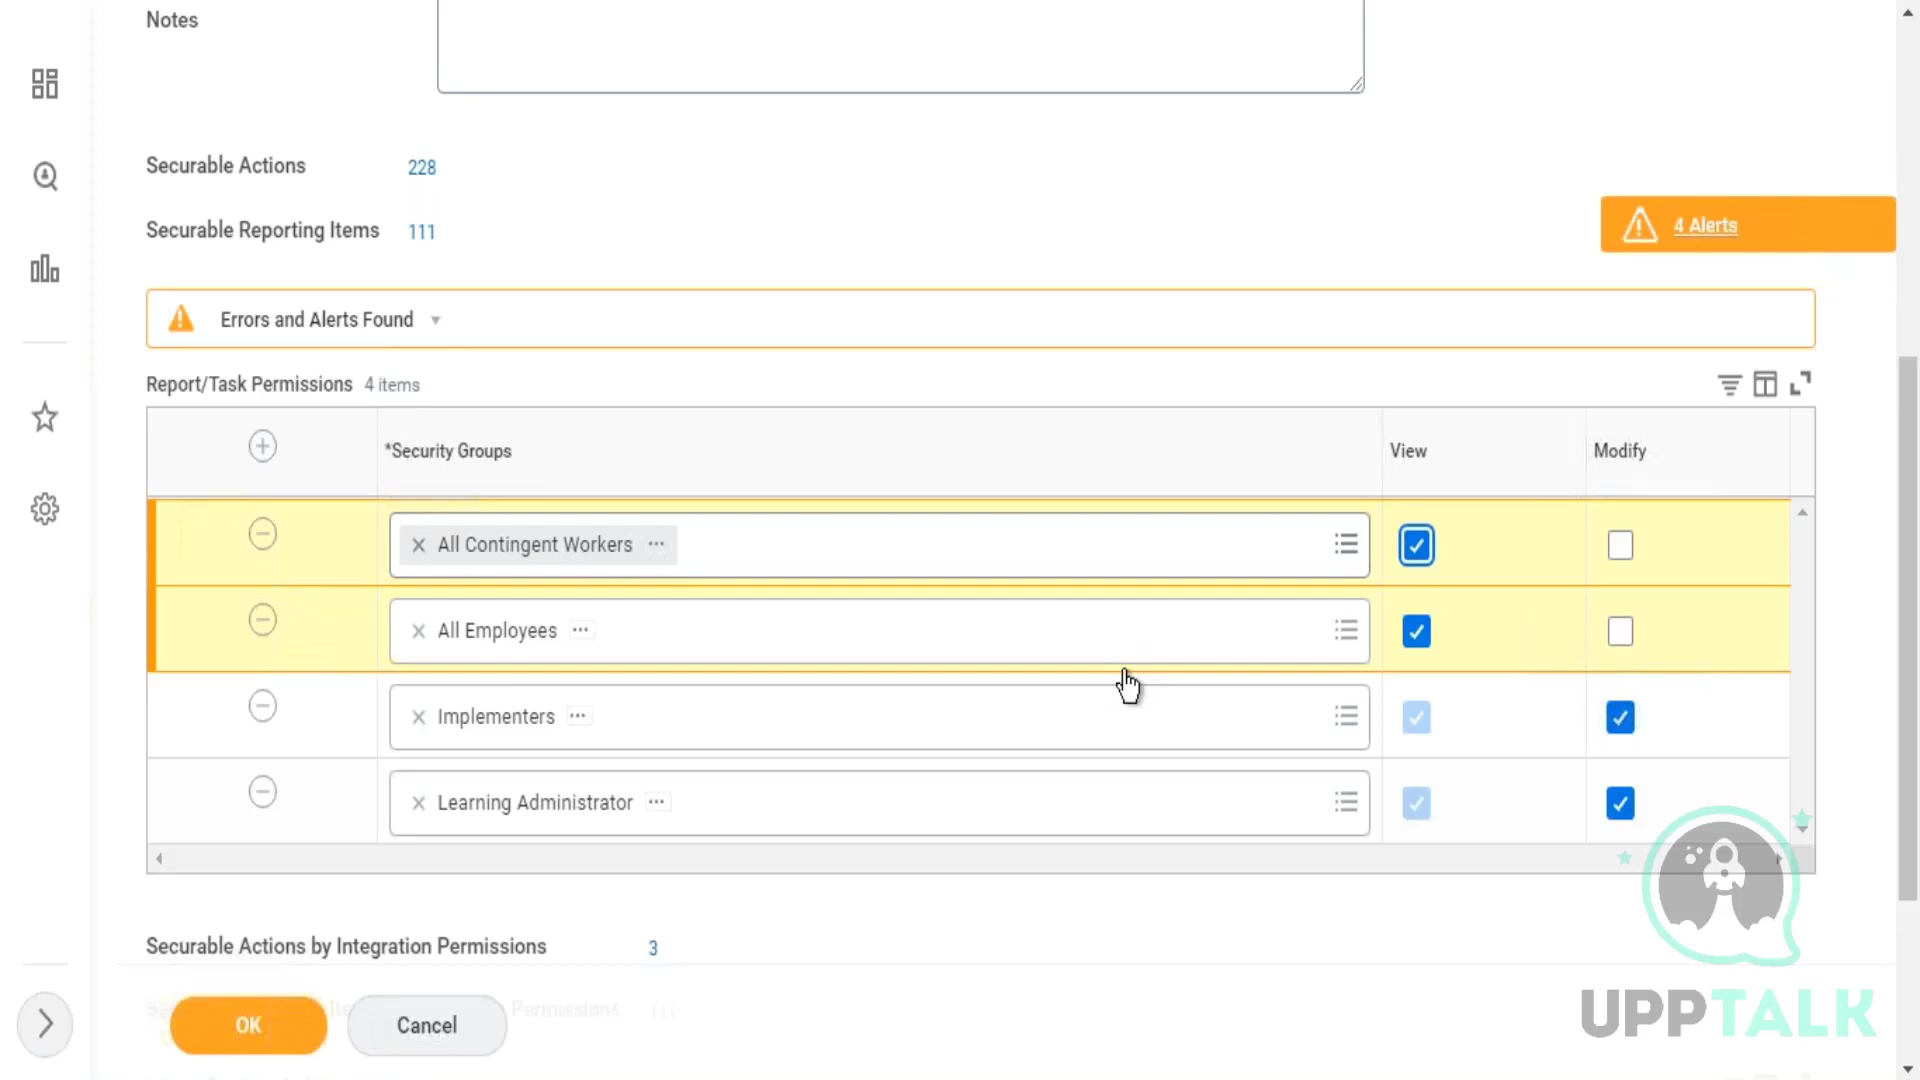 Notes
Securable Actions 228
Securable Reporting Items 111
4 Alerts
Errors and Alerts Found
Report/Task Permissions 4 items
*Security Groups View Modify
All Contingent Workers
All Employees
Implementers
Learning Administrator
Securable Actions by Integration Permissions 3
Permissions
OK Cancel
UPPTALK